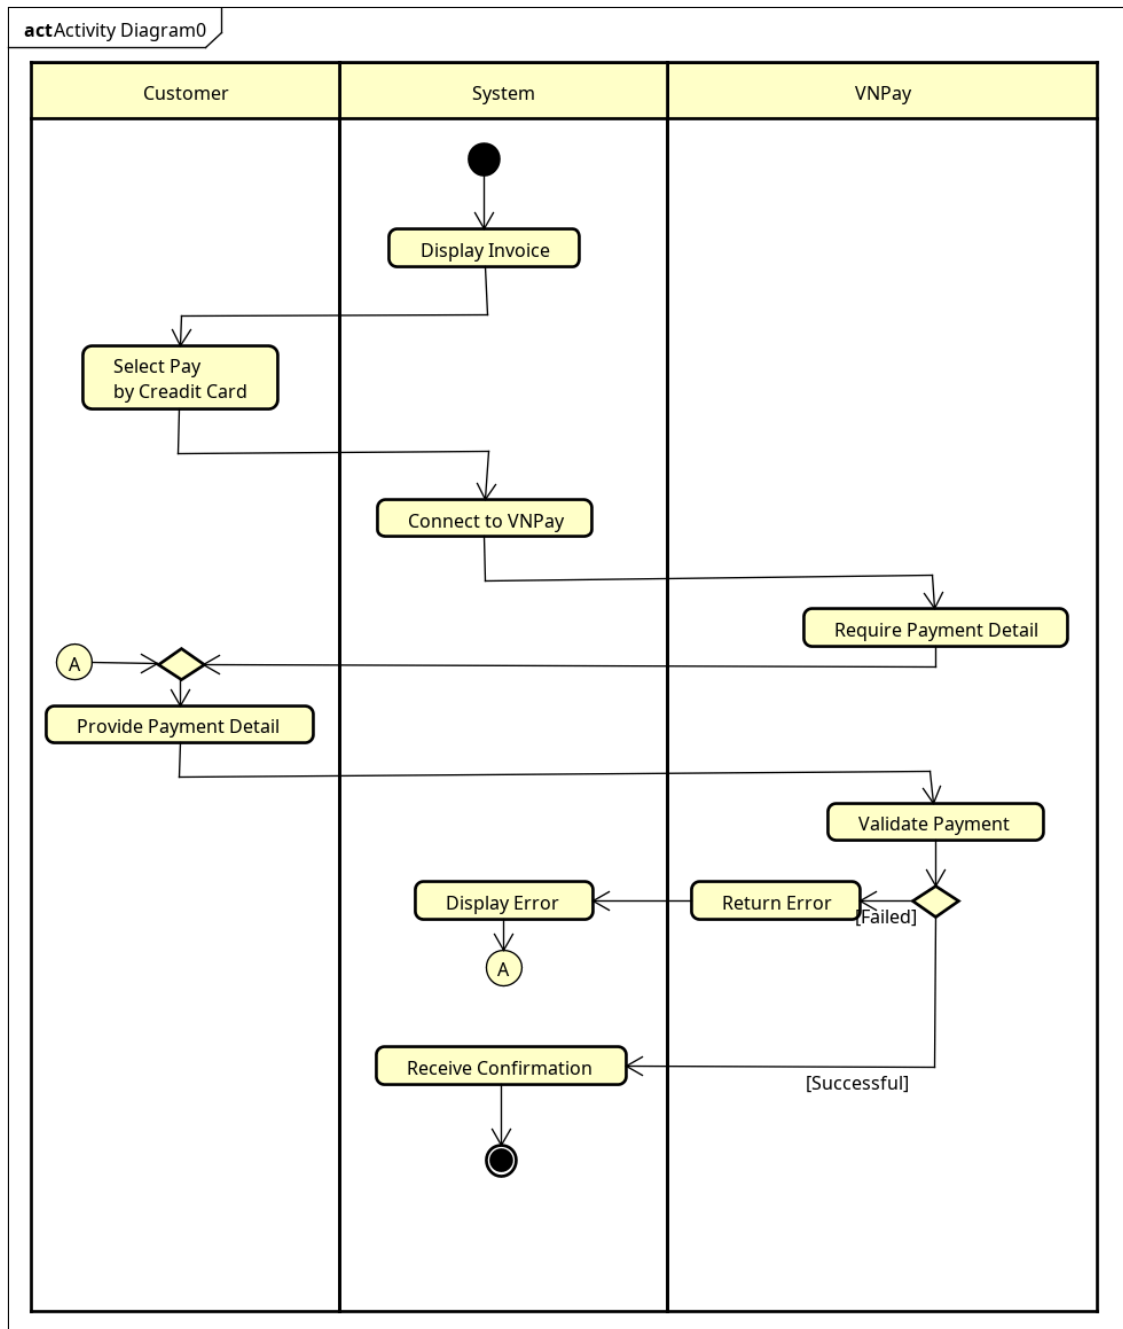 act Activity Diagram0
Customer
System
VNPay
Display Invoice
Select Pay
by Creadit Card
Connect to VNPay
Require Payment Detail
A
Provide Payment Detail
Validate Payment
Display Error
Return Error
[Failed]
A
Receive Confirmation
[Successful]